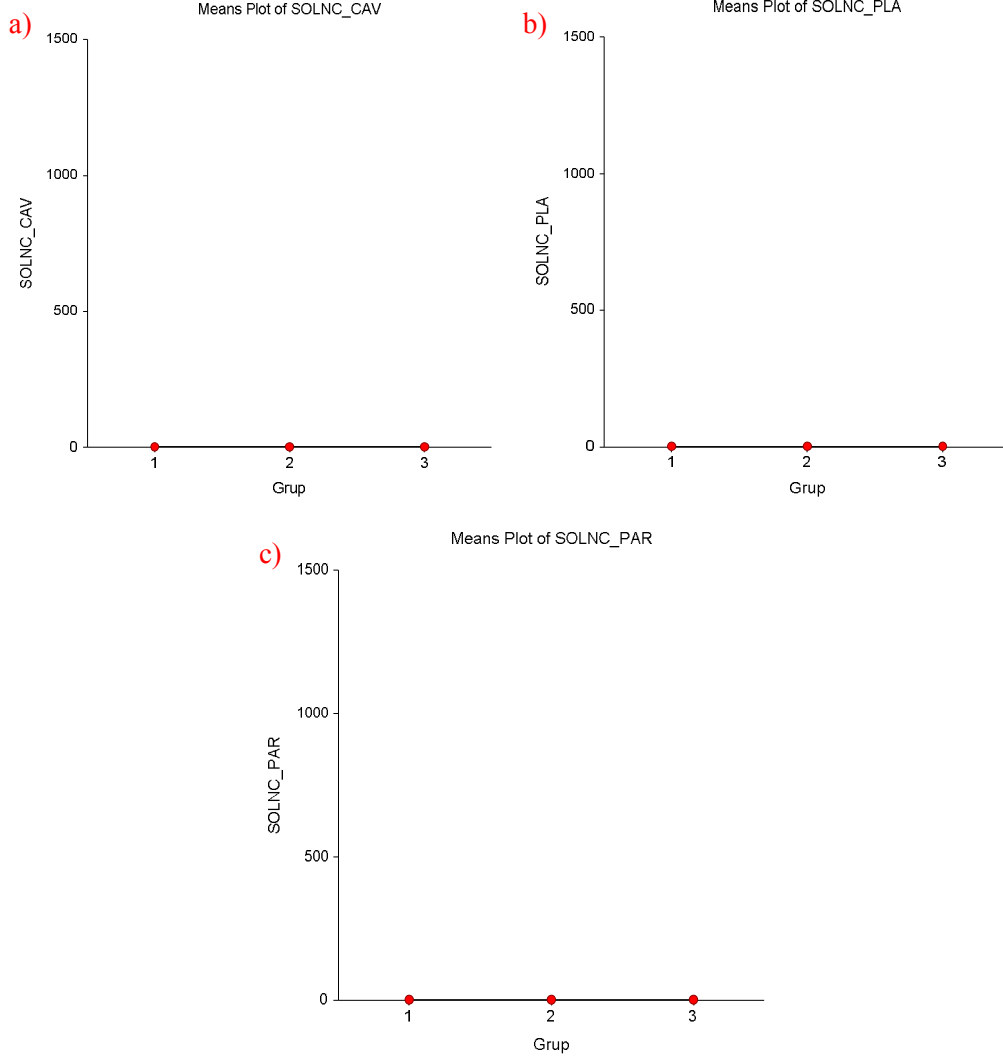 a)
Means Plot of SOLNC_CAV
1500
1000
500
0
SOLNC_CAV
1 2 3
Grup
b)
Means Plot of SOLNC_PLA
1500
1000
500
0
SOLNC_PLA
1 2 3
Grup
c)
Means Plot of SOLNC_PAR
1500
1000
500
0
SOLNC_PAR
1 2 3
Grup